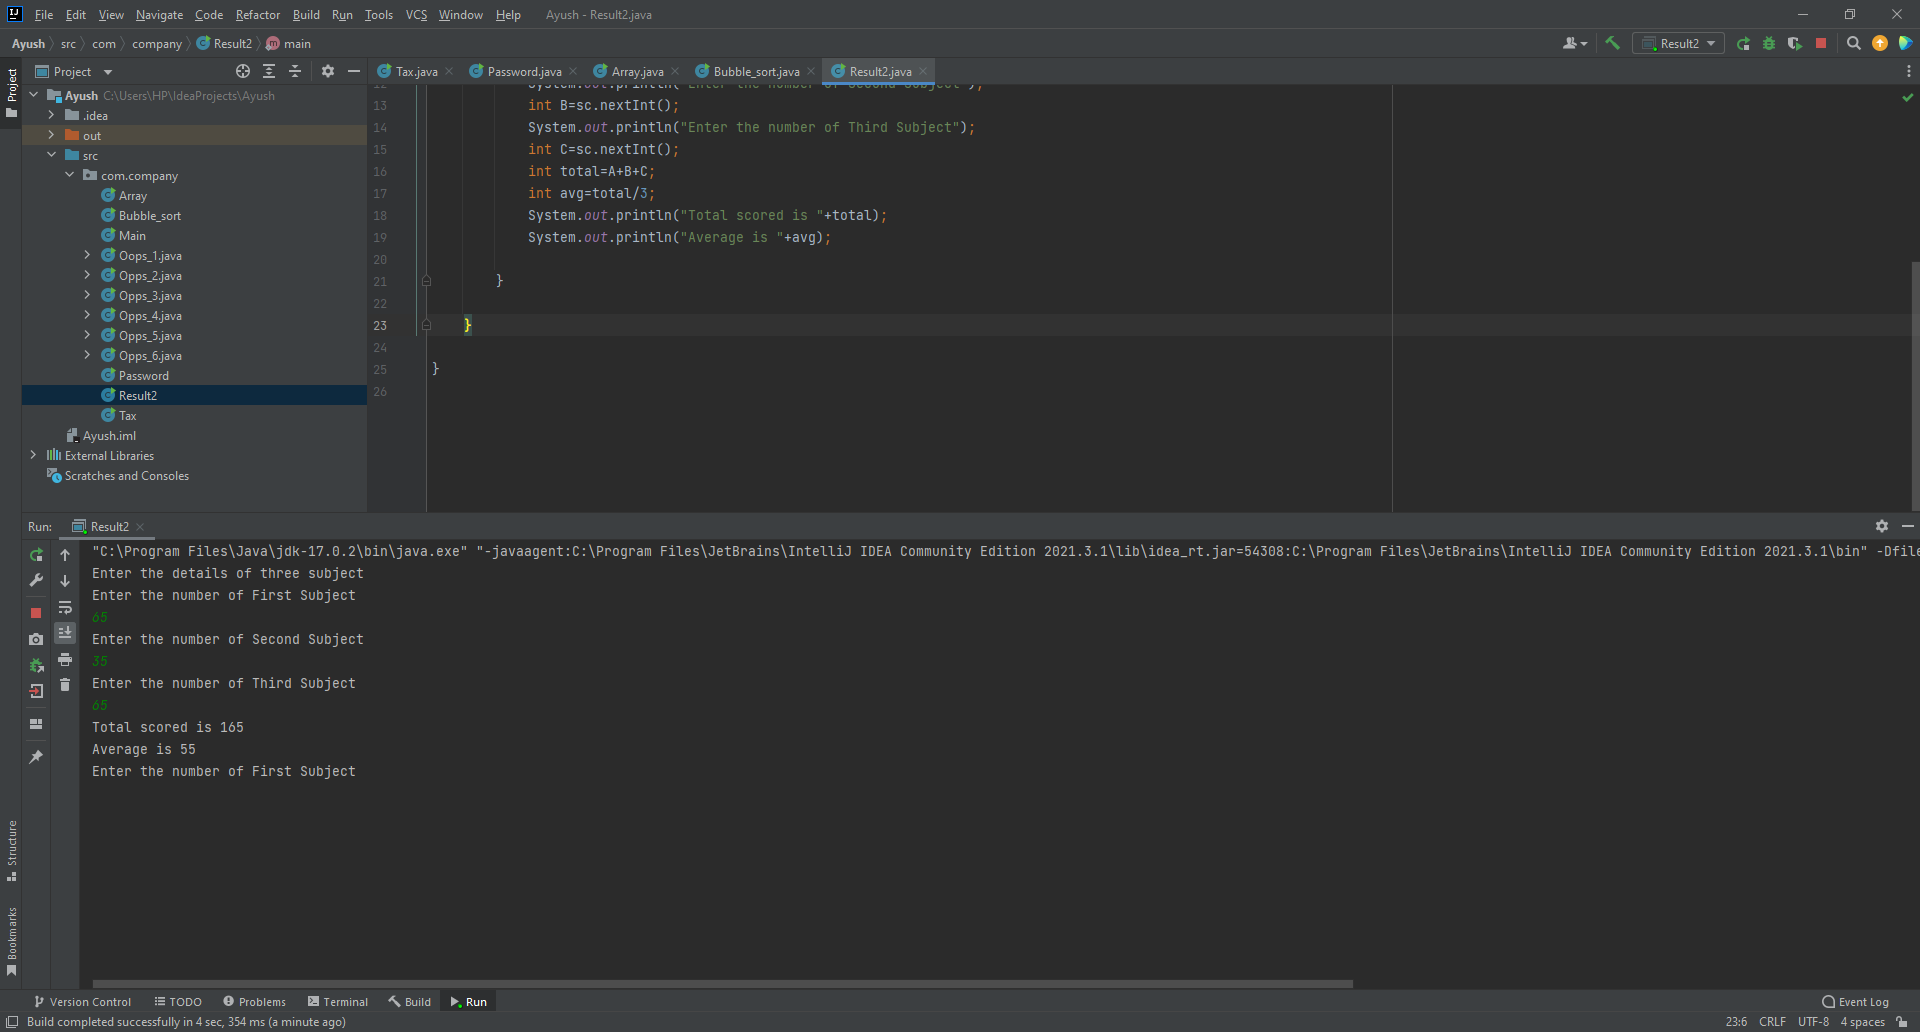 File Edit View Navigate Code Refactor Build Run Tools VCS Window Help Ayush - Result2.java
Ayush src com company Result2 main Result2
Project Tax.java Password.java Array.java Bubble_sort.java Result2.java
Project
Ayush C:\Users\HP\IdeaProjects\Ayush
.idea
out
src
com.company
Array
Bubble_sort
Main
Oops_1.java
Opps_2.java
Opps_3.java
Opps_4.java
Opps_5.java
Opps_6.java
Password
Result2
Tax
Ayush.iml
External Libraries
Scratches and Consoles
12 System.out.println("Enter the number of Second Subject");
13 int B=sc.nextInt();
14 System.out.println("Enter the number of Third Subject");
15 int C=sc.nextInt();
16 int total=A+B+C;
17 int avg=total/3;
18 System.out.println("Total scored is "+total);
19 System.out.println("Average is "+avg);
20
21 }
22
23 }
24
25 }
26
Run: Result2
"C:\Program Files\Java\jdk-17.0.2\bin\java.exe" "-javaagent:C:\Program Files\JetBrains\IntelliJ IDEA Community Edition 2021.3.1\lib\idea_rt.jar=54308:C:\Program Files\JetBrains\IntelliJ IDEA Community Edition 2021.3.1\bin" -Dfile
Enter the details of three subject
Enter the number of First Subject
65
Enter the number of Second Subject
35
Enter the number of Third Subject
65
Total scored is 165
Average is 55
Enter the number of First Subject
Structure
Bookmarks
Version Control TODO Problems Terminal Build Run Event Log
Build completed successfully in 4 sec, 354 ms (a minute ago) 23:6 CRLF UTF-8 4 spaces